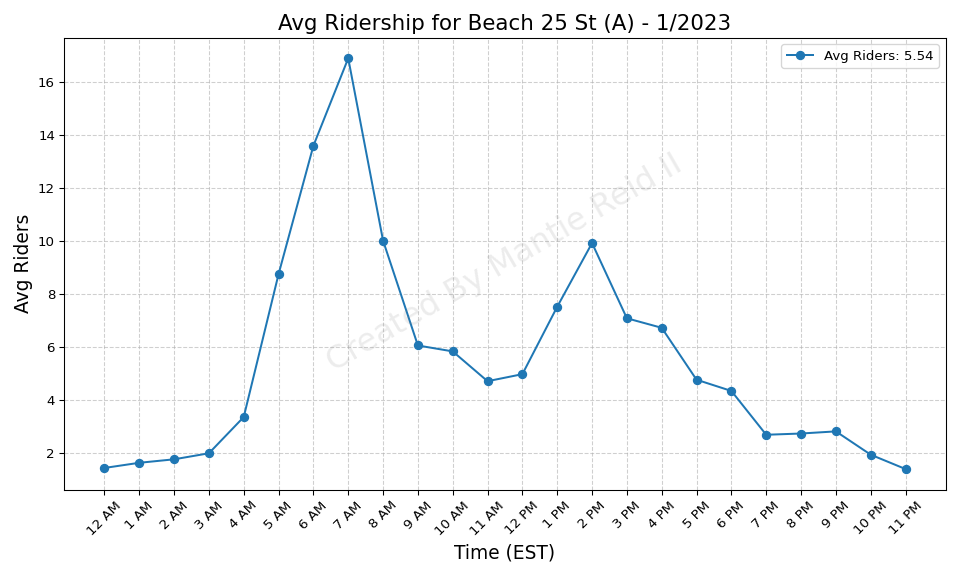 Avg Ridership for Beach 25 St (A) - 1/2023
Avg Riders: 5.54
Avg Riders
16
14
12
10
8
6
4
2
Created By Mantie Reid II
12 AM
1 AM
2 AM
3 AM
4 AM
5 AM
6 AM
7 AM
8 AM
9 AM
10 AM
11 AM
12 PM
1 PM
2 PM
3 PM
4 PM
5 PM
6 PM
7 PM
8 PM
9 PM
10 PM
11 PM
Time (EST)